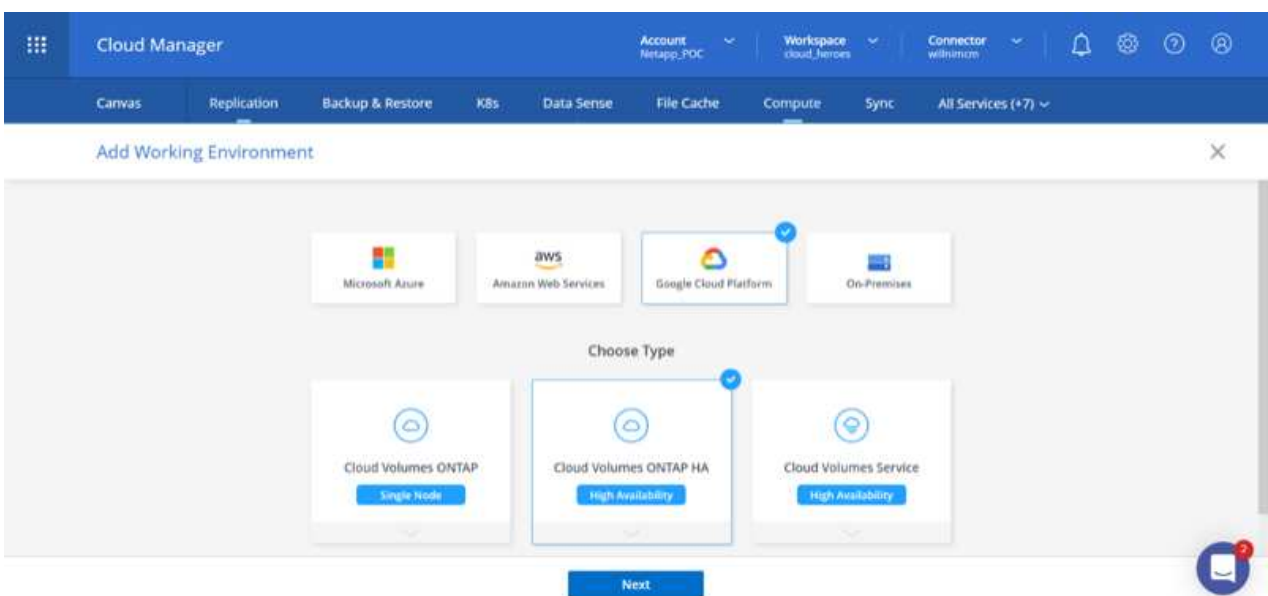 Cloud Manager
Account
Netapp_POC
Workspace
cloud_heroes
Connector
willnimcm
Canvas Replication Backup & Restore K8s Data Sense File Cache Compute Sync All Services (+7)
Add Working Environment
aws
Microsoft Azure Amazon Web Services Google Cloud Platform On-Premises
Choose Type
Cloud Volumes ONTAP Cloud Volumes ONTAP HA Cloud Volumes Service
Single Node High Availability High Availability
Next
2